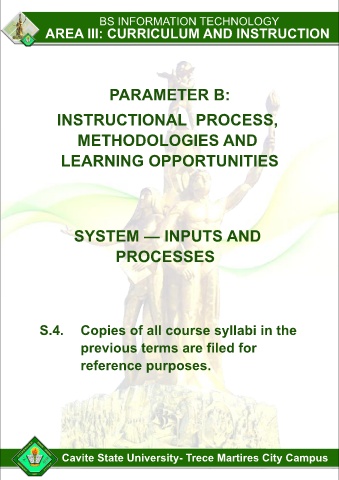 BS INFORMATION TECHNOLOGY
AREA III: CURRICULUM AND INSTRUCTION
PARAMETER B:
INSTRUCTIONAL PROCESS,
METHODOLOGIES AND
LEARNING OPPORTUNITIES
SYSTEM — INPUTS AND
PROCESSES
S.4. Copies of all course syllabi in the
previous terms are filed for
reference purposes.
Cavite State University- Trece Martires City Campus